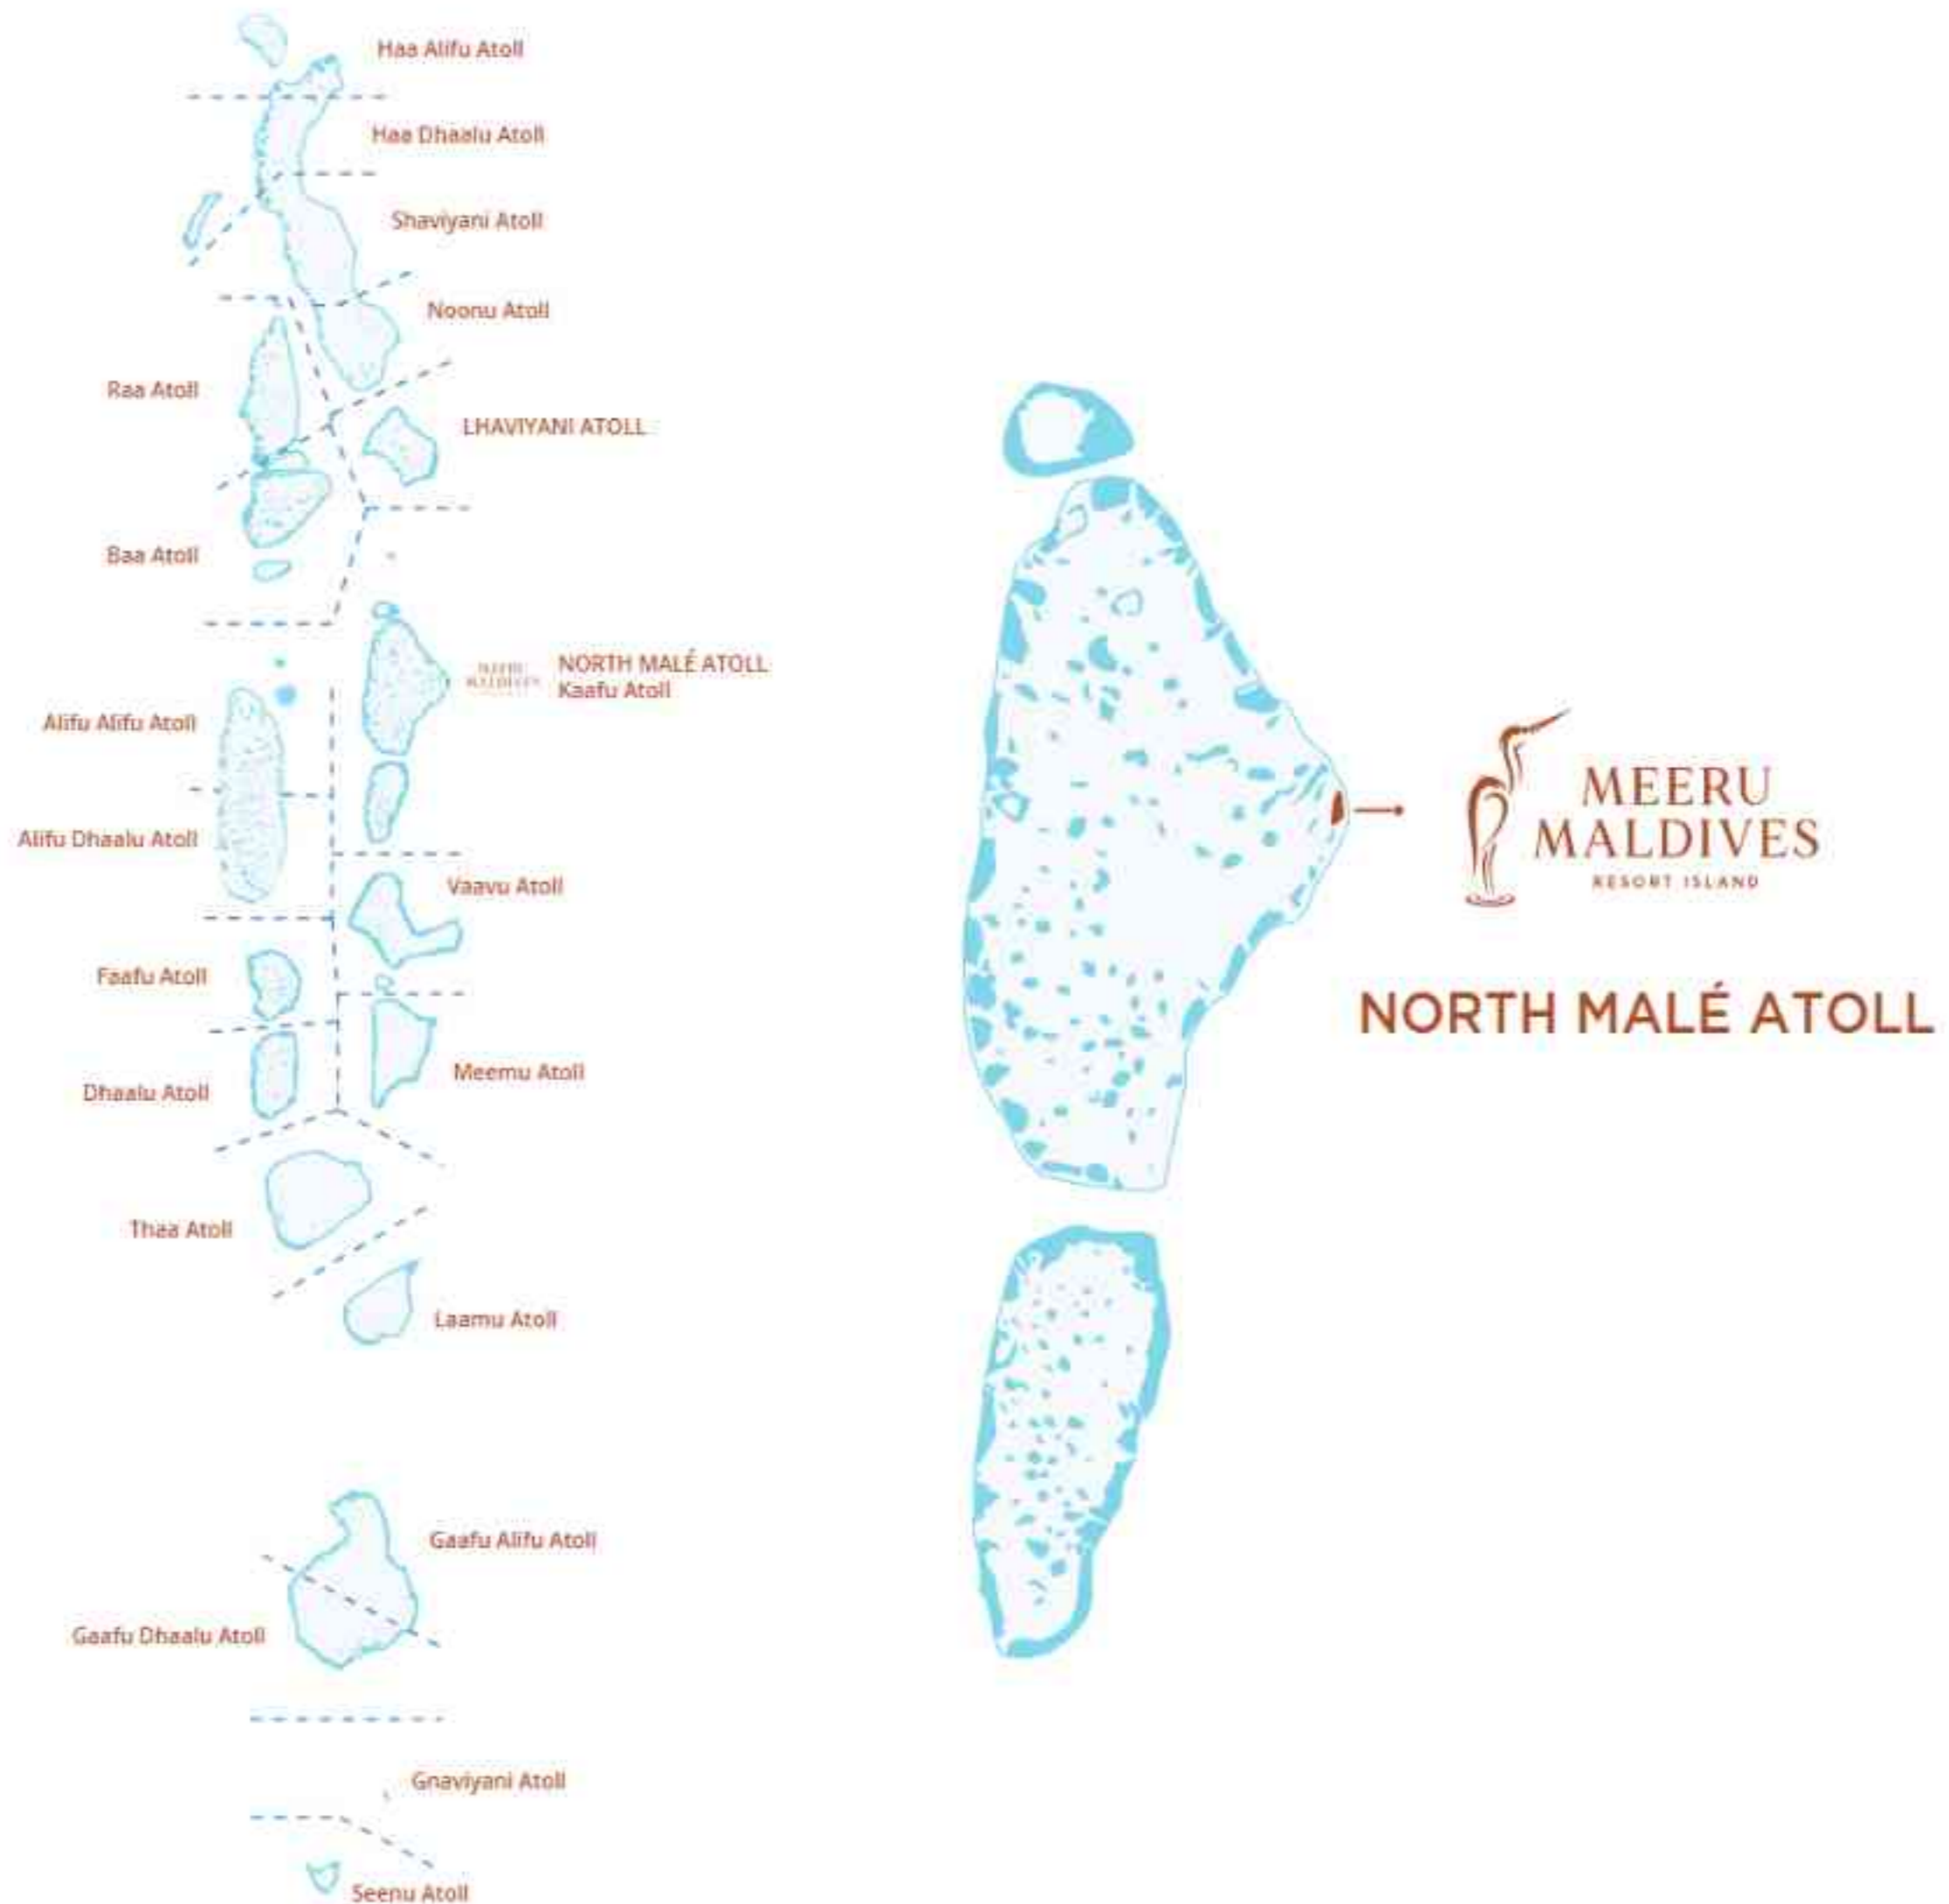 Haa Alifu Atoll
Haa Dhaalu Atoll
Shaviyani Atoll
Noonu Atoll
Raa Atoll
LHAVIYANI ATOLL
Baa Atoll
MALDIVES
NORTH MALÉ ATOLL
Kaafu Atoll
Alifu Alifu Atoll
Alifu Dhaalu Atoll
Vaavu Atoll
Faafu Atoll
Meemu Atoll
Dhaalu Atoll
Thaa Atoll
Laamu Atoll
Gaafu Alifu Atoll
Gaafu Dhaalu Atoll
Gnaviyani Atoll
Seenu Atoll
MEERU
MALDIVES
RESORT ISLAND
NORTH MALÉ ATOLL